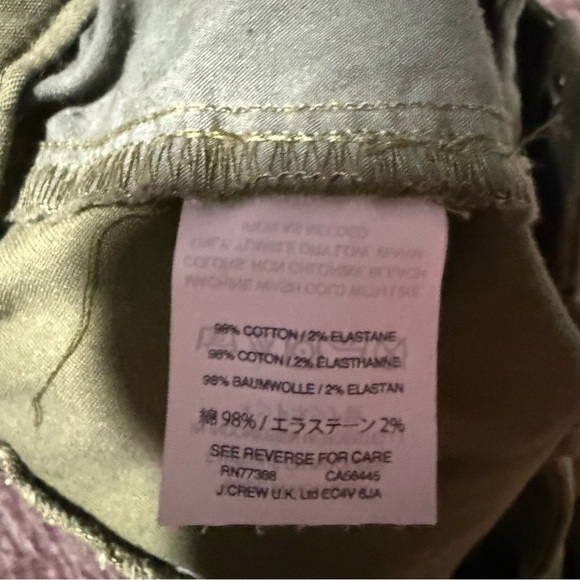 98% COTTON / 2% ELASTANE
98% COTON / 2% ÉLASTHANNE
98% BAUMWOLLE / 2% ELASTAN
綿 98% / エラステーン 2%
SEE REVERSE FOR CARE
RN77388 CA56445
J.CREW U.K. Ltd EC4V 6JA